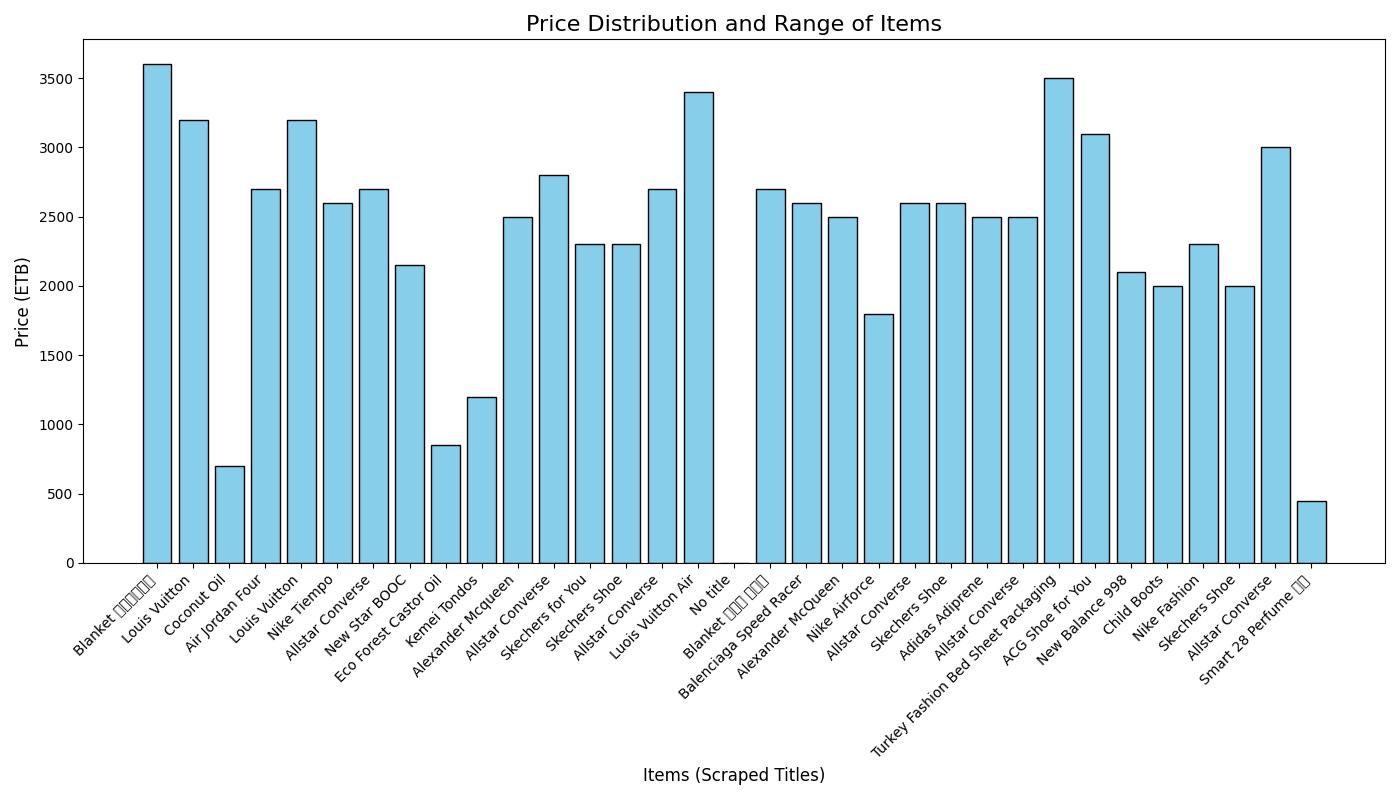 Price Distribution and Range of Items
Price (ETB)
3500
3000
2500
2000
1500
1000
500
0
Blanket
Louis Vuitton
Coconut Oil
Air Jordan Four
Louis Vuitton
Nike Tiempo
Allstar Converse
New Star BOOC
Eco Forest Castor Oil
Kemei Tondos
Alexander Mcqueen
Allstar Converse
Skechers for You
Skechers Shoe
Allstar Converse
Luois Vuitton Air
No title
Blanket
Balenciaga Speed Racer
Alexander McQueen
Nike Airforce
Allstar Converse
Skechers Shoe
Adidas Adiprene
Allstar Converse
Turkey Fashion Bed Sheet Packaging
ACG Shoe for You
New Balance 998
Child Boots
Nike Fashion
Skechers Shoe
Allstar Converse
Smart 28 Perfume
Items (Scraped Titles)